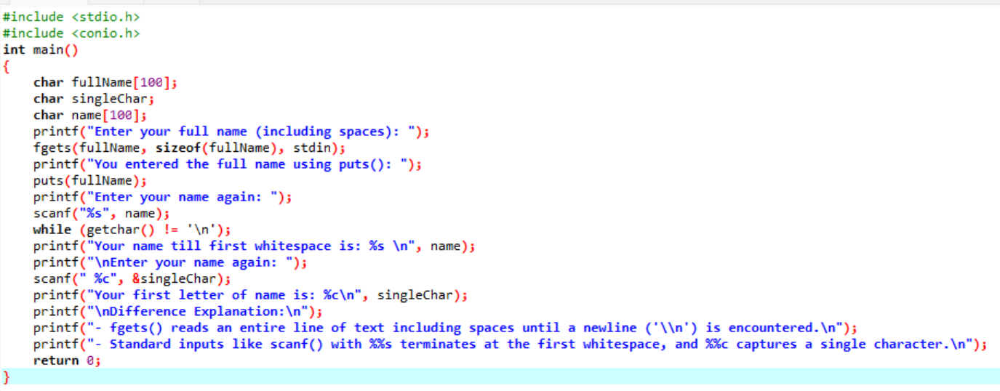 #include <stdio.h>
#include <conio.h>
int main()
{
    char fullName[100];
    char singleChar;
    char name[100];
    printf("Enter your full name (including spaces): ");
    fgets(fullName, sizeof(fullName), stdin);
    printf("You entered the full name using puts(): ");
    puts(fullName);
    printf("Enter your name again: ");
    scanf("%s", name);
    while (getchar() != '\n');
    printf("Your name till first whitespace is: %s \n", name);
    printf("\nEnter your name again: ");
    scanf(" %c", &singleChar);
    printf("Your first letter of name is: %c\n", singleChar);
    printf("\nDifference Explanation:\n");
    printf("- fgets() reads an entire line of text including spaces until a newline ('\\n') is encountered.\n");
    printf("- Standard inputs like scanf() with %%s terminates at the first whitespace, and %%c captures a single character.\n");
    return 0;
}